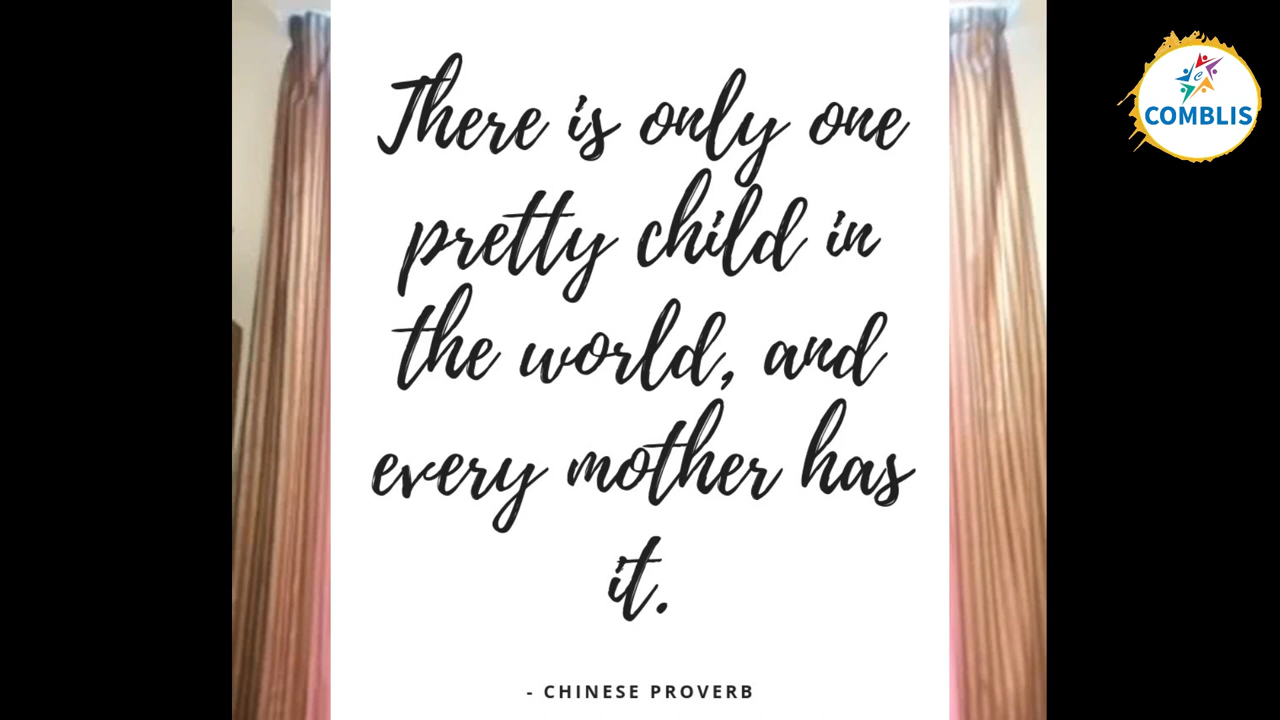 There is only one
pretty child in
the world, and
every mother has
it.
- CHINESE PROVERB
COMBLIS